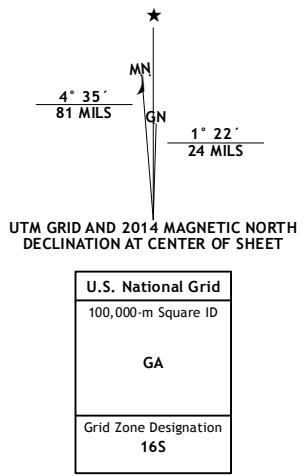 ★
MN
GN
4° 35´
81 MILS
1° 22´
24 MILS
UTM GRID AND 2014 MAGNETIC NORTH
DECLINATION AT CENTER OF SHEET
U.S. National Grid
100,000-m Square ID
GA
Grid Zone Designation
16S